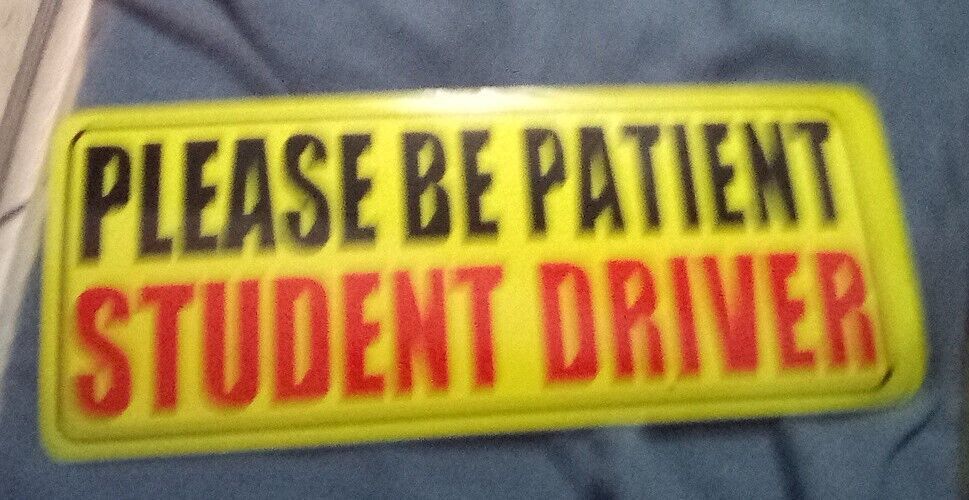 PLEASE BE PATIENT
STUDENT DRIVER